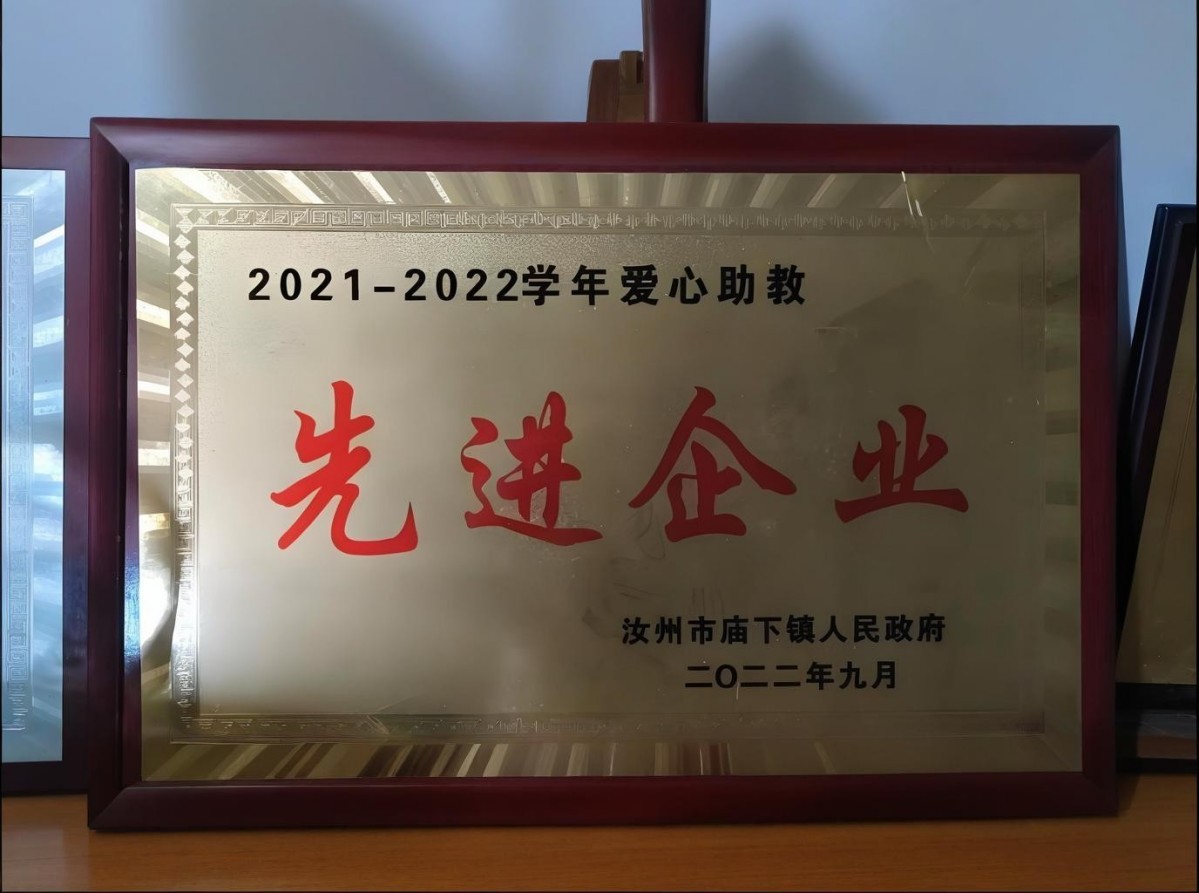 2021-2022学年爱心助教
先进企业
汝州市庙下镇人民政府
二〇二二年九月